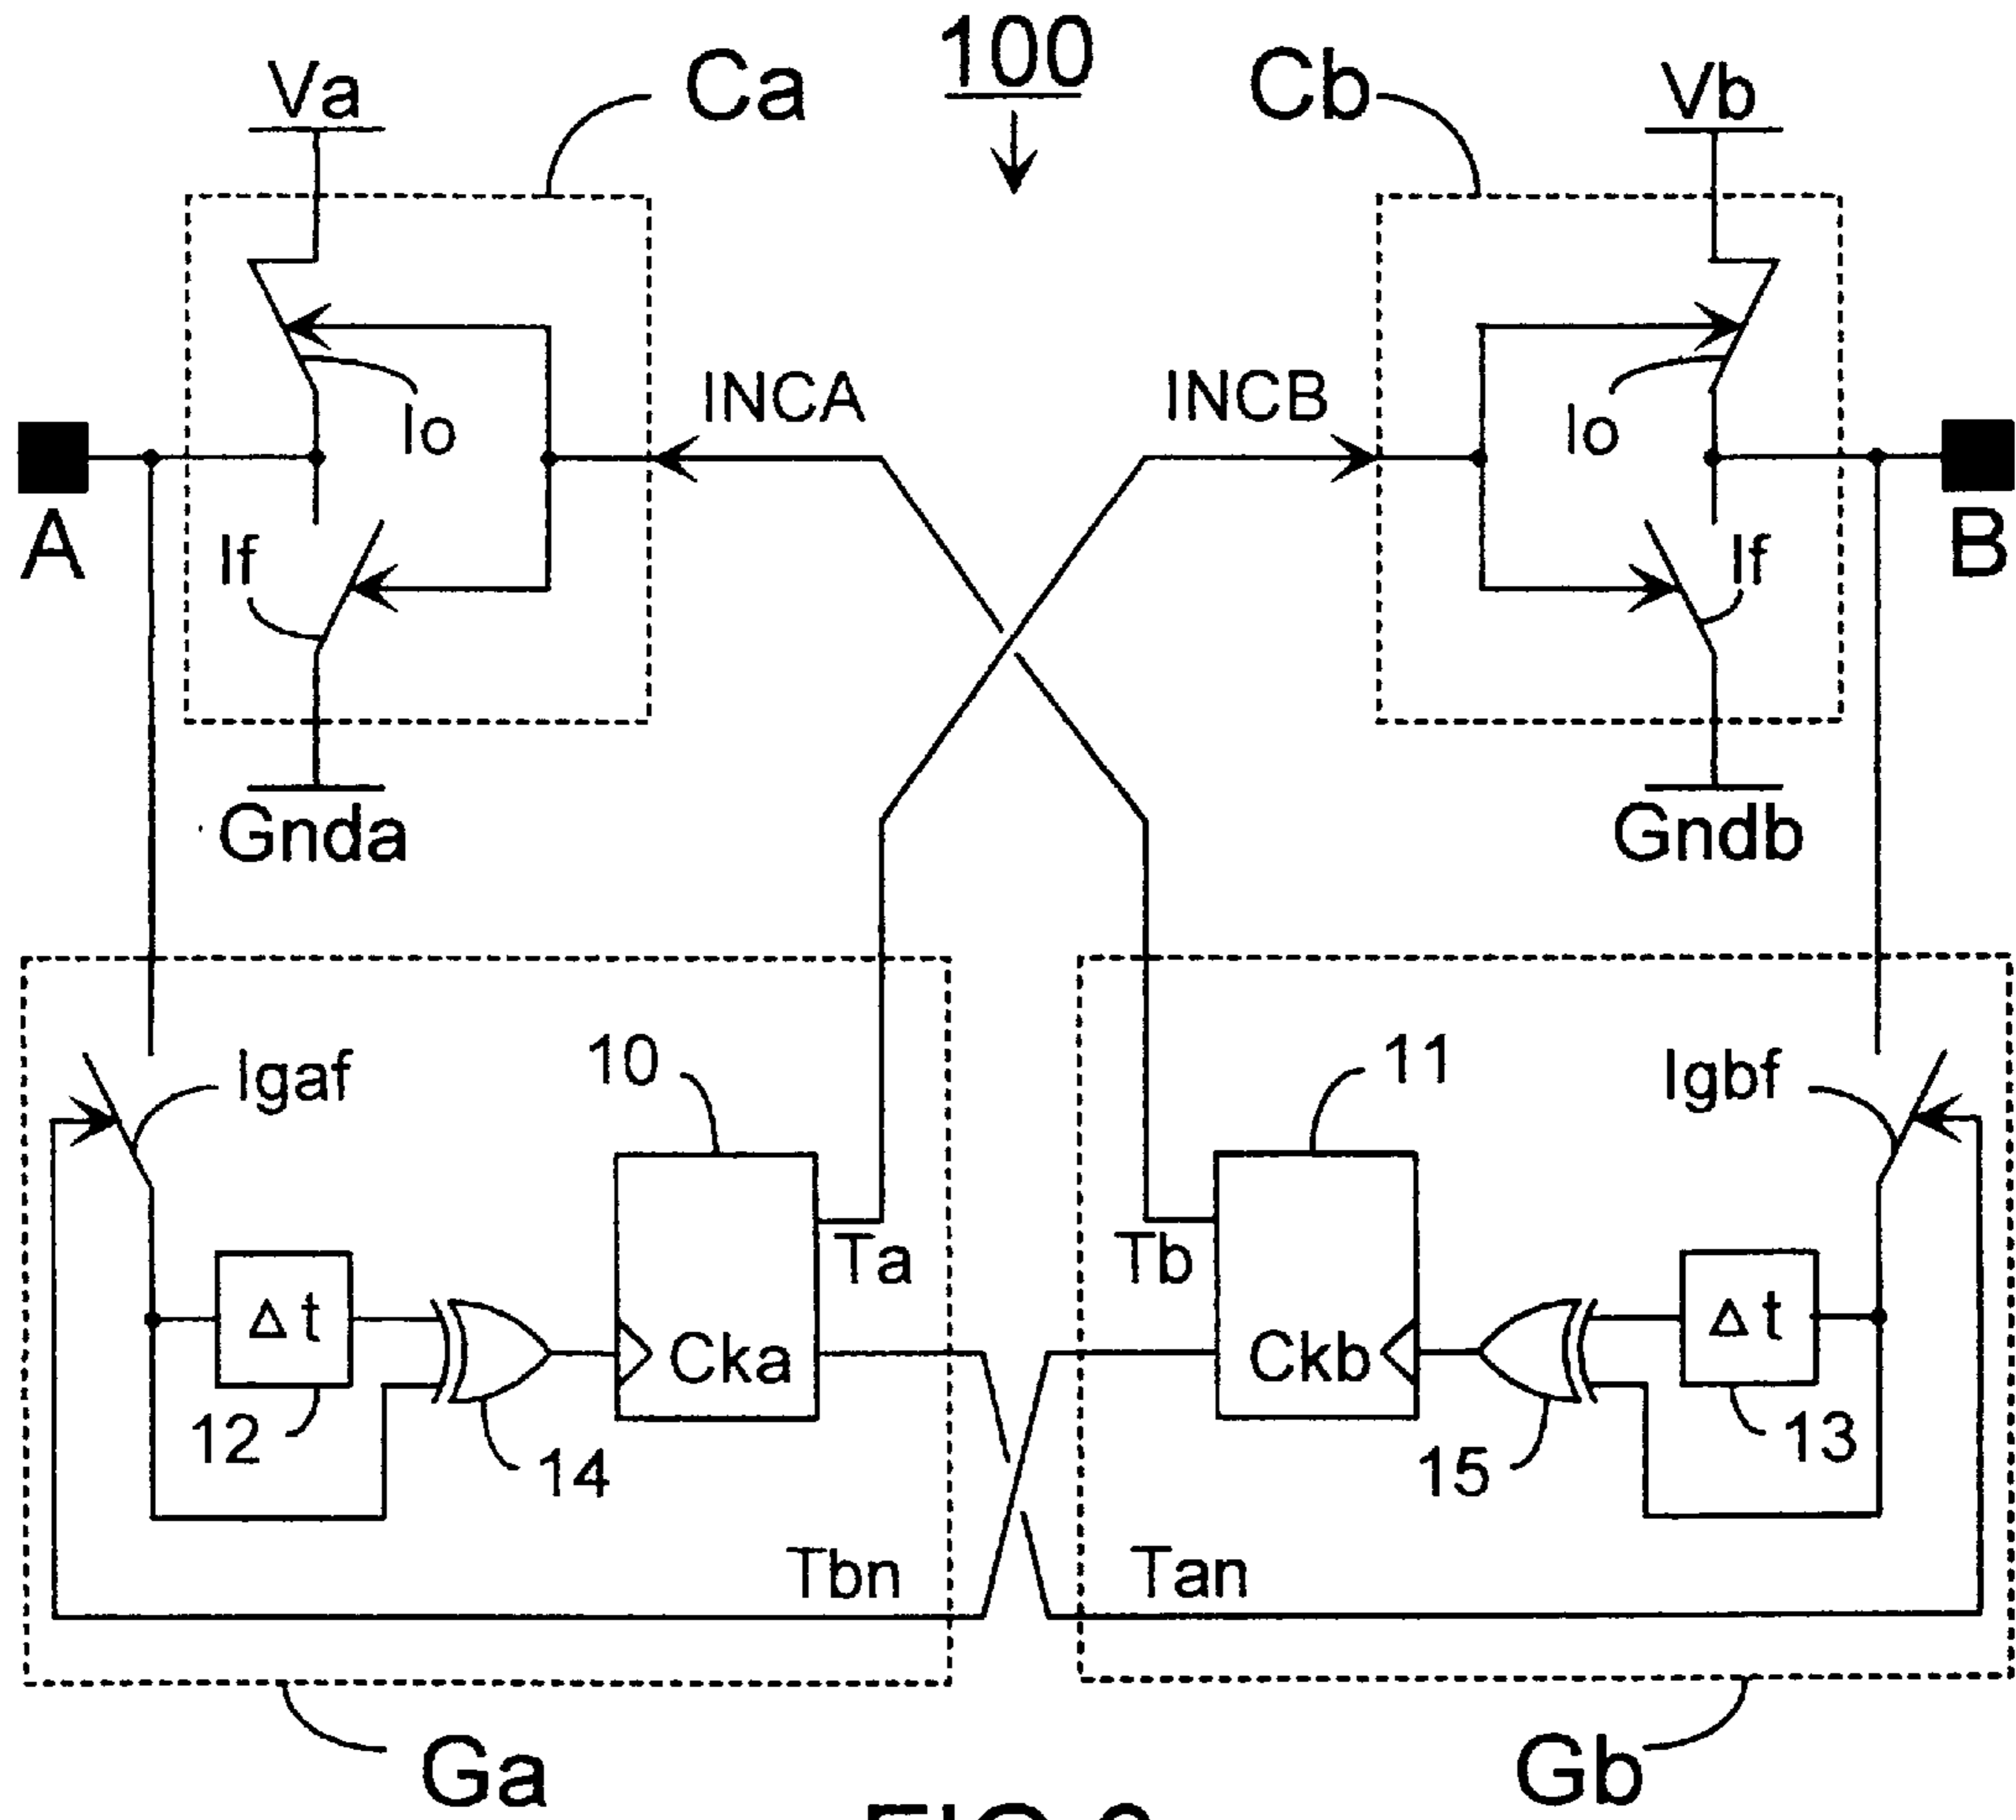 100
Ca
Cb
Va
Vb
INCA
INCB
Io
Io
A
If
If
B
Gnda
Gndb
10
11
Igaf
Igbf
Ta
Tb
Δt
Δt
Cka
Ckb
12
14
15
13
Tbn
Tan
Ga
Gb